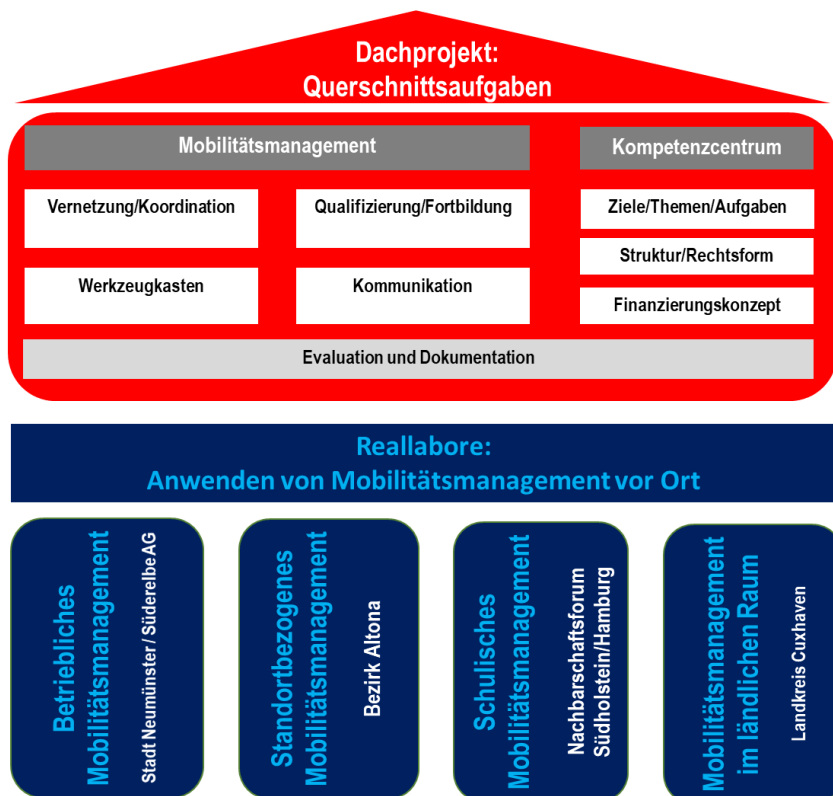 Dachprojekt:
Querschnittsaufgaben
Mobilitätsmanagement
Kompetenzcentrum
Vernetzung/Koordination
Qualifizierung/Fortbildung
Ziele/Themen/Aufgaben
Struktur/Rechtsform
Werkzeugkasten
Kommunikation
Finanzierungskonzept
Evaluation und Dokumentation
Reallabore:
Anwenden von Mobilitätsmanagement vor Ort
Betriebliches
Mobilitätsmanagement
Stadt Neumünster / Süderelbe AG
Standortbezogenes
Mobilitätsmanagement
Bezirk Altona
Schulisches
Mobilitätsmanagement
Nachbarschaftsforum
Südholstein/Hamburg
Mobilitätsmanagement
im ländlichen Raum
Landkreis Cuxhaven